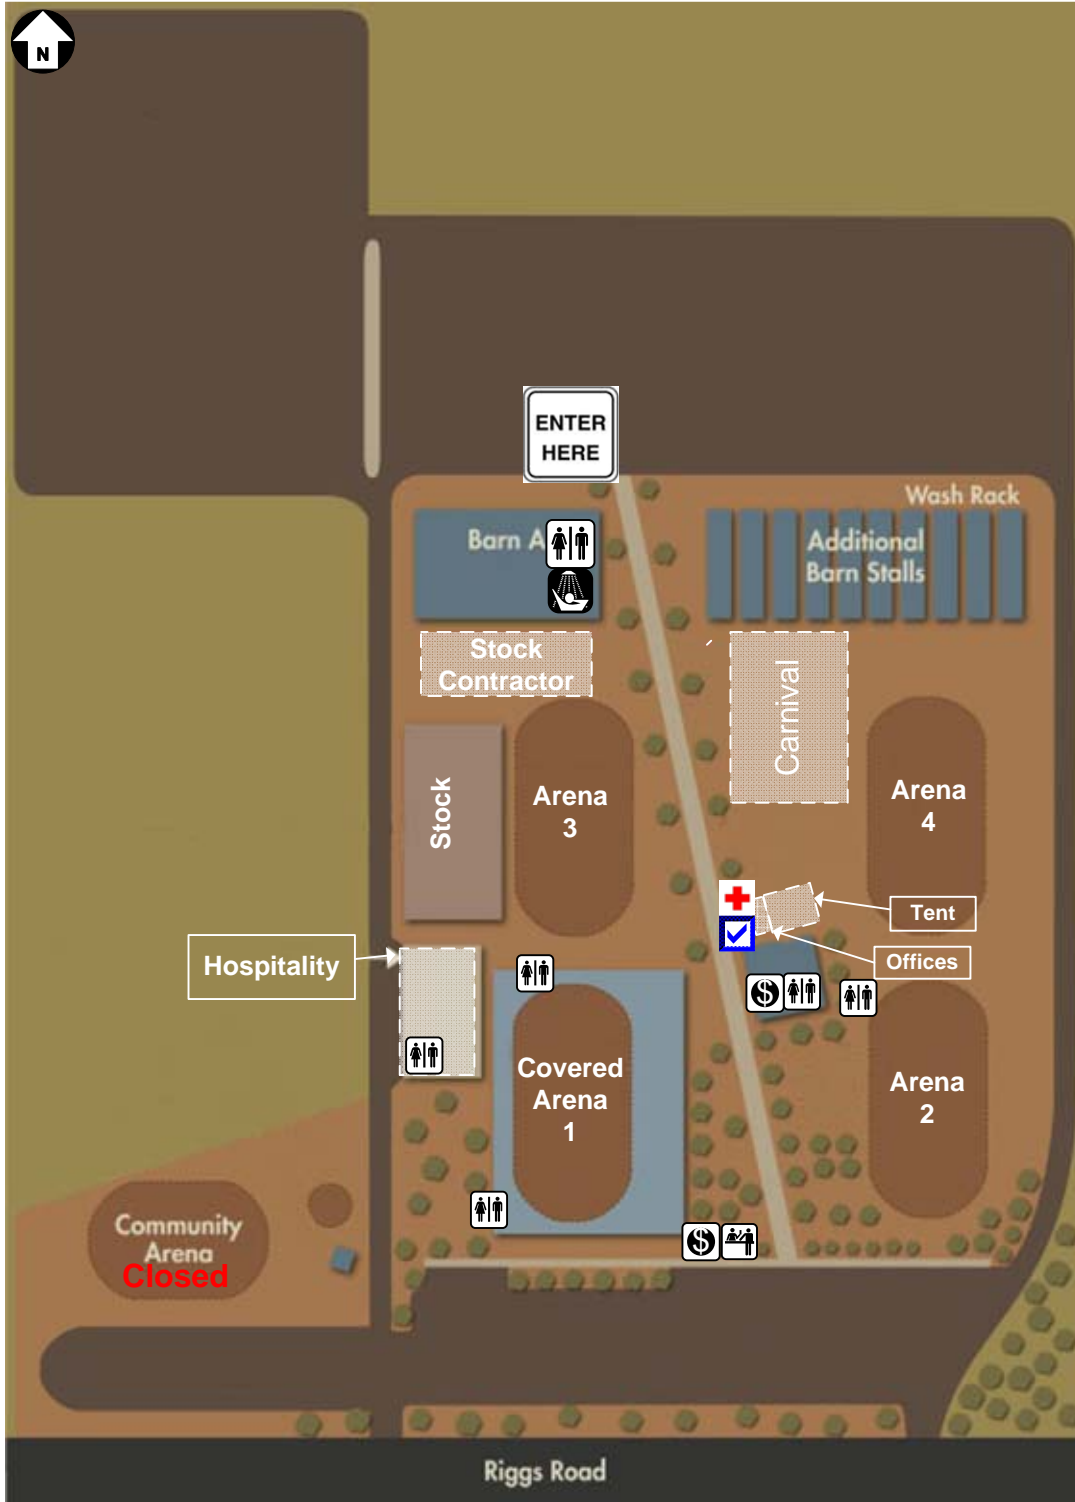 N
ENTER
HERE
Wash Rack
Barn A
Additional
Barn Stalls
Stock
Contractor
Carnival
Stock
Arena
3
Arena
4
Tent
Offices
Hospitality
$
Covered
Arena
1
Arena
2
$
Community
Arena
Closed
Riggs Road